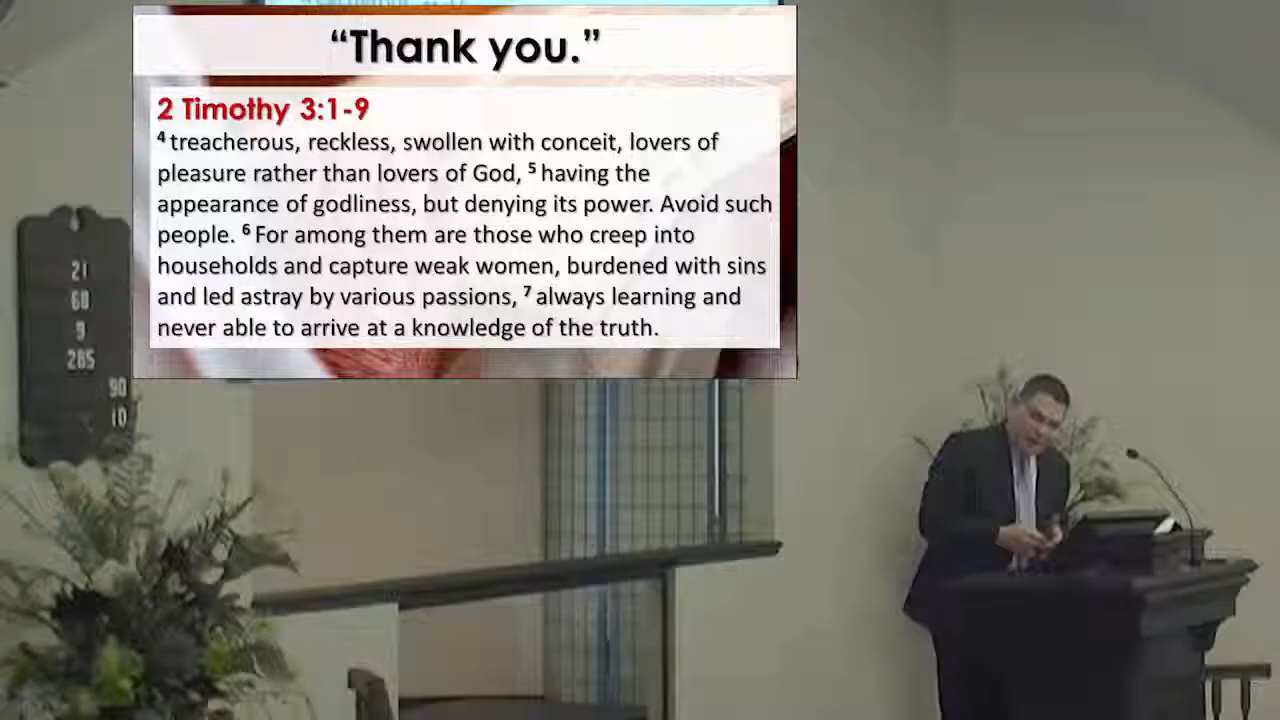 “Thank you.”
2 Timothy 3:1-9
4 treacherous, reckless, swollen with conceit, lovers of
pleasure rather than lovers of God, 5 having the
appearance of godliness, but denying its power. Avoid such
people. 6 For among them are those who creep into
households and capture weak women, burdened with sins
and led astray by various passions, 7 always learning and
never able to arrive at a knowledge of the truth.
21
60
9
285
90
10